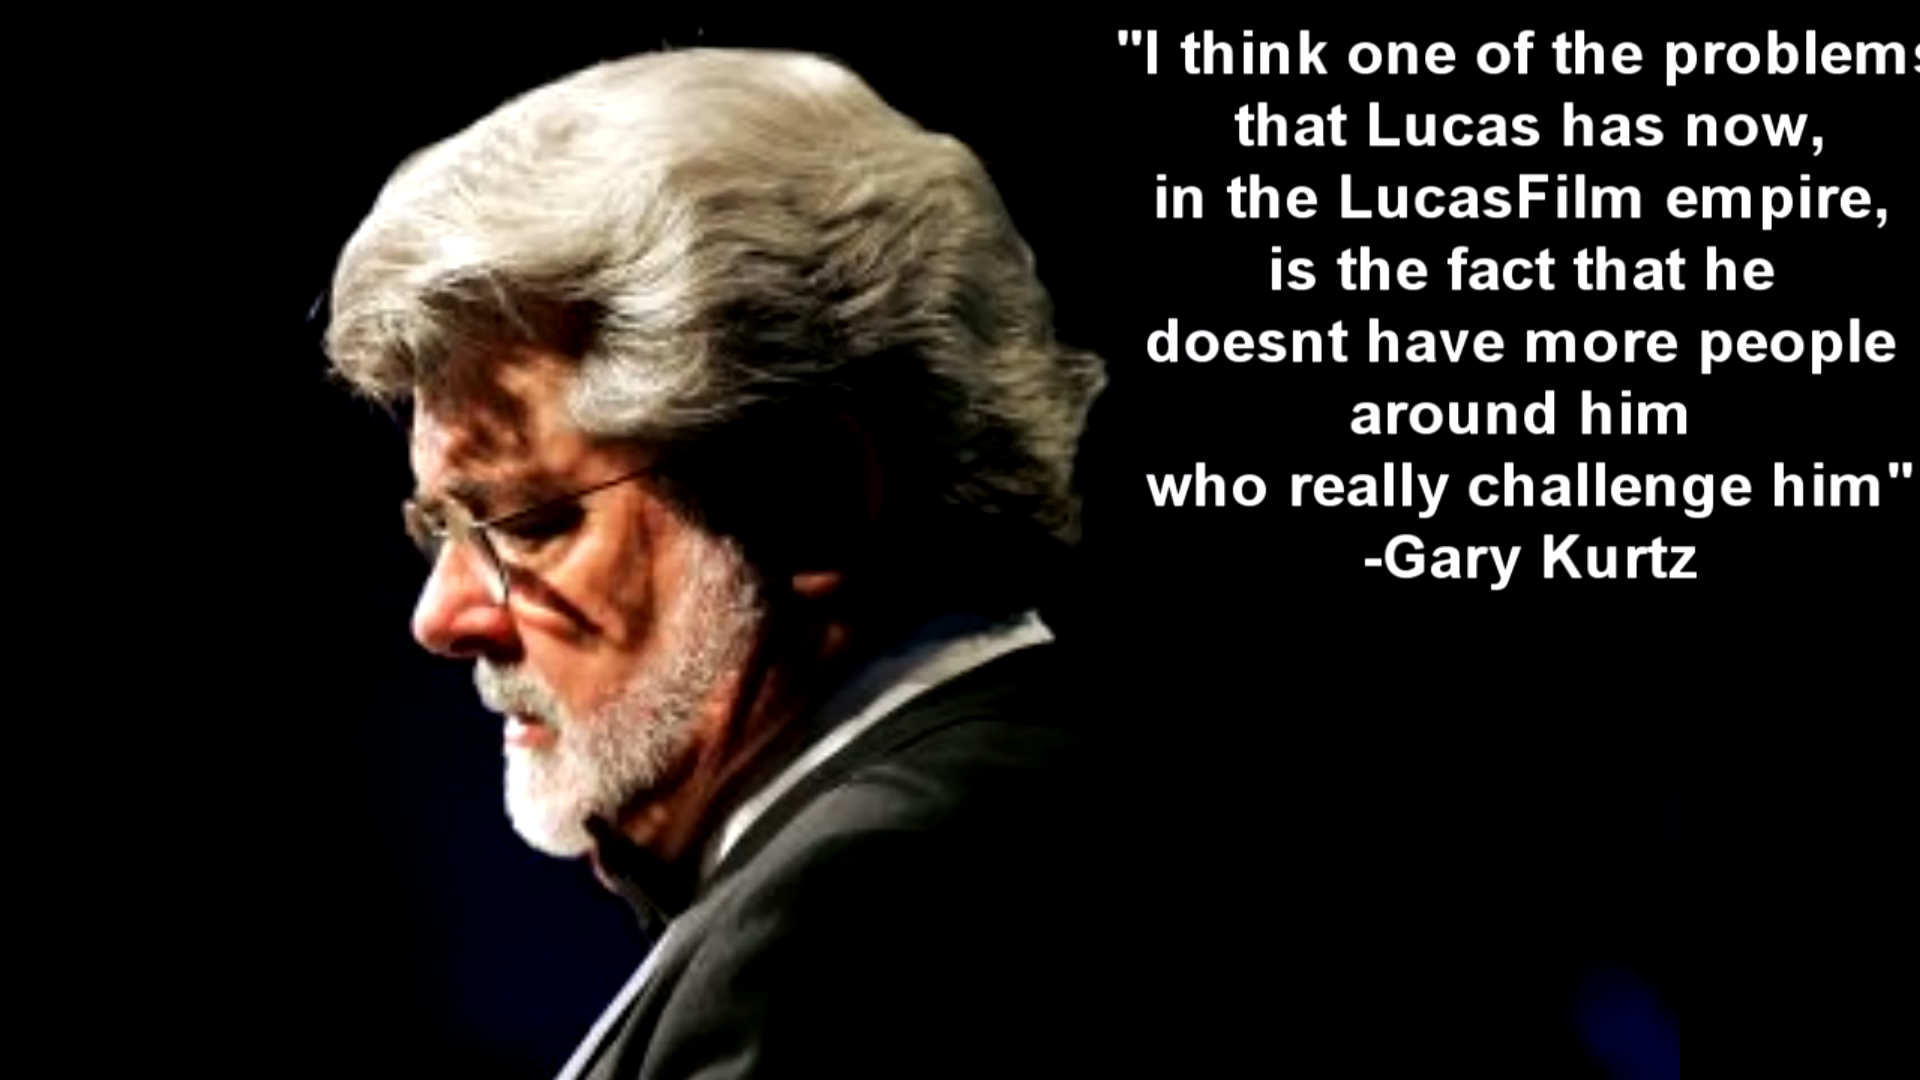 "I think one of the problems
that Lucas has now,
in the LucasFilm empire,
is the fact that he
doesnt have more people
around him
who really challenge him"
-Gary Kurtz